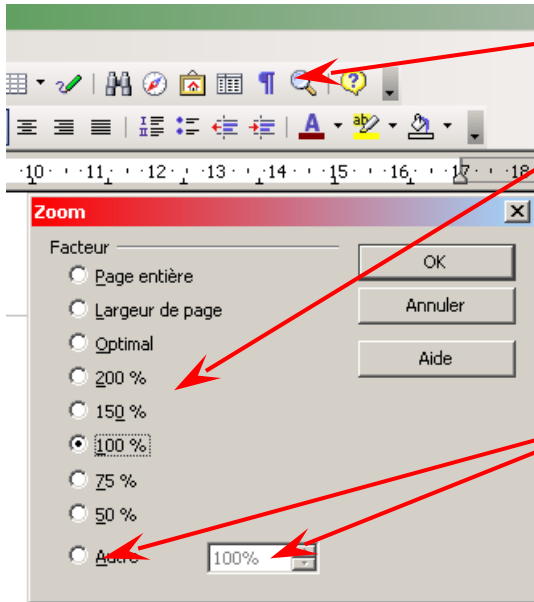 ·10· · ·11· · ·12· · ·13· · ·14· · ·15· · ·16· · ·17· · ·18
Zoom
Facteur
Page entière
Largeur de page
Optimal
200 %
150 %
100 %
75 %
50 %
Autre
100%
OK
Annuler
Aide